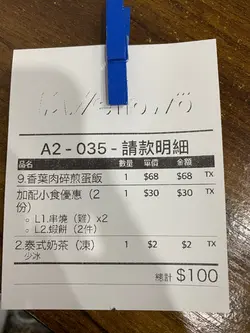 A2 - 035 - 請款明細
品名 數量 單價 金額
9.香葉肉碎煎蛋飯 1 $68 $68 TX
加配小食優惠（2 1 $30 $30 TX
份）
○ L1.串燒（雞）x2
○ L2.蝦餅（2件）
2.泰式奶茶（凍） 1 $2 $2 TX
少冰
總計 $100